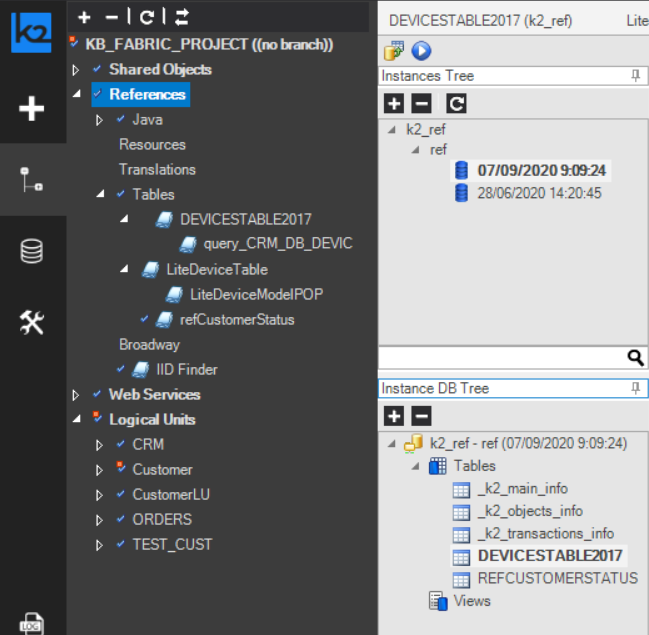 k2
KB_FABRIC_PROJECT ((no branch))
Shared Objects
References
Java
Resources
Translations
Tables
DEVICESTABLE2017
query_CRM_DB_DEVIC
LiteDeviceTable
LiteDeviceModelPOP
refCustomerStatus
Broadway
IID Finder
Web Services
Logical Units
CRM
Customer
CustomerLU
ORDERS
TEST_CUST
LOG
DEVICESTABLE2017 (k2_ref) Lite
Instances Tree
k2_ref
ref
07/09/2020 9:09:24
28/06/2020 14:20:45
Instance DB Tree
k2_ref - ref (07/09/2020 9:09:24)
Tables
_k2_main_info
_k2_objects_info
_k2_transactions_info
DEVICESTABLE2017
REFCUSTOMERSTATUS
Views